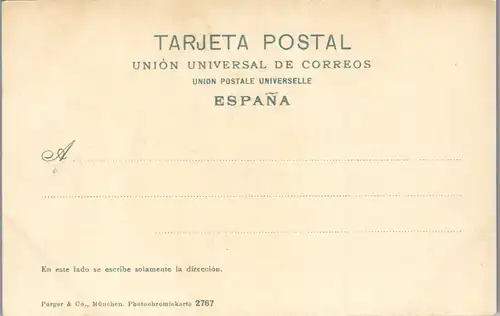 TARJETA POSTAL
UNIÓN UNIVERSAL DE CORREOS
UNION POSTALE UNIVERSELLE
ESPAÑA
A
En este lado se escribe solamente la dirección.
Purger & Co., München. Photochromiekarte 2767